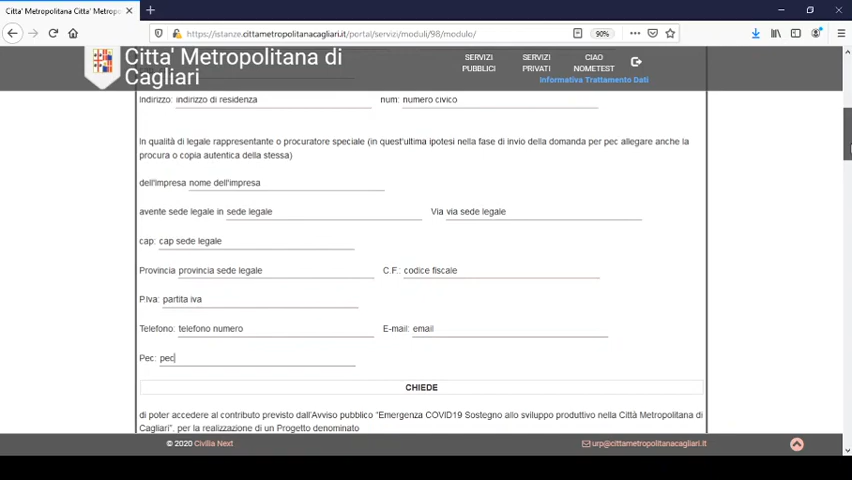 Citta' Metropolitana Citta' Metropo
https://istanze.cittametropolitanacagliari.it/portal/servizi/moduli/98/modulo/
90%
Citta' Metropolitana di
Cagliari
SERVIZI
PUBBLICI
SERVIZI
PRIVATI
CIAO
NOMETEST
Informativa Trattamento Dati
Indirizzo: indirizzo di residenza num: numero civico
In qualità di legale rappresentante o procuratore speciale (in quest'ultima ipotesi nella fase di invio della domanda per pec allegare anche la
procura o copia autentica della stessa)
dell'impresa nome dell'impresa
avente sede legale in sede legale Via via sede legale
cap: cap sede legale
Provincia provincia sede legale C.F.: codice fiscale
P.Iva: partita iva
Telefono: telefono numero E-mail: email
Pec: pec
CHIEDE
di poter accedere al contributo previsto dall'Avviso pubblico "Emergenza COVID19 Sostegno allo sviluppo produttivo nella Città Metropolitana di
Cagliari", per la realizzazione di un Progetto denominato
© 2020 Civilia Next
urp@cittametropolitanacagliari.it